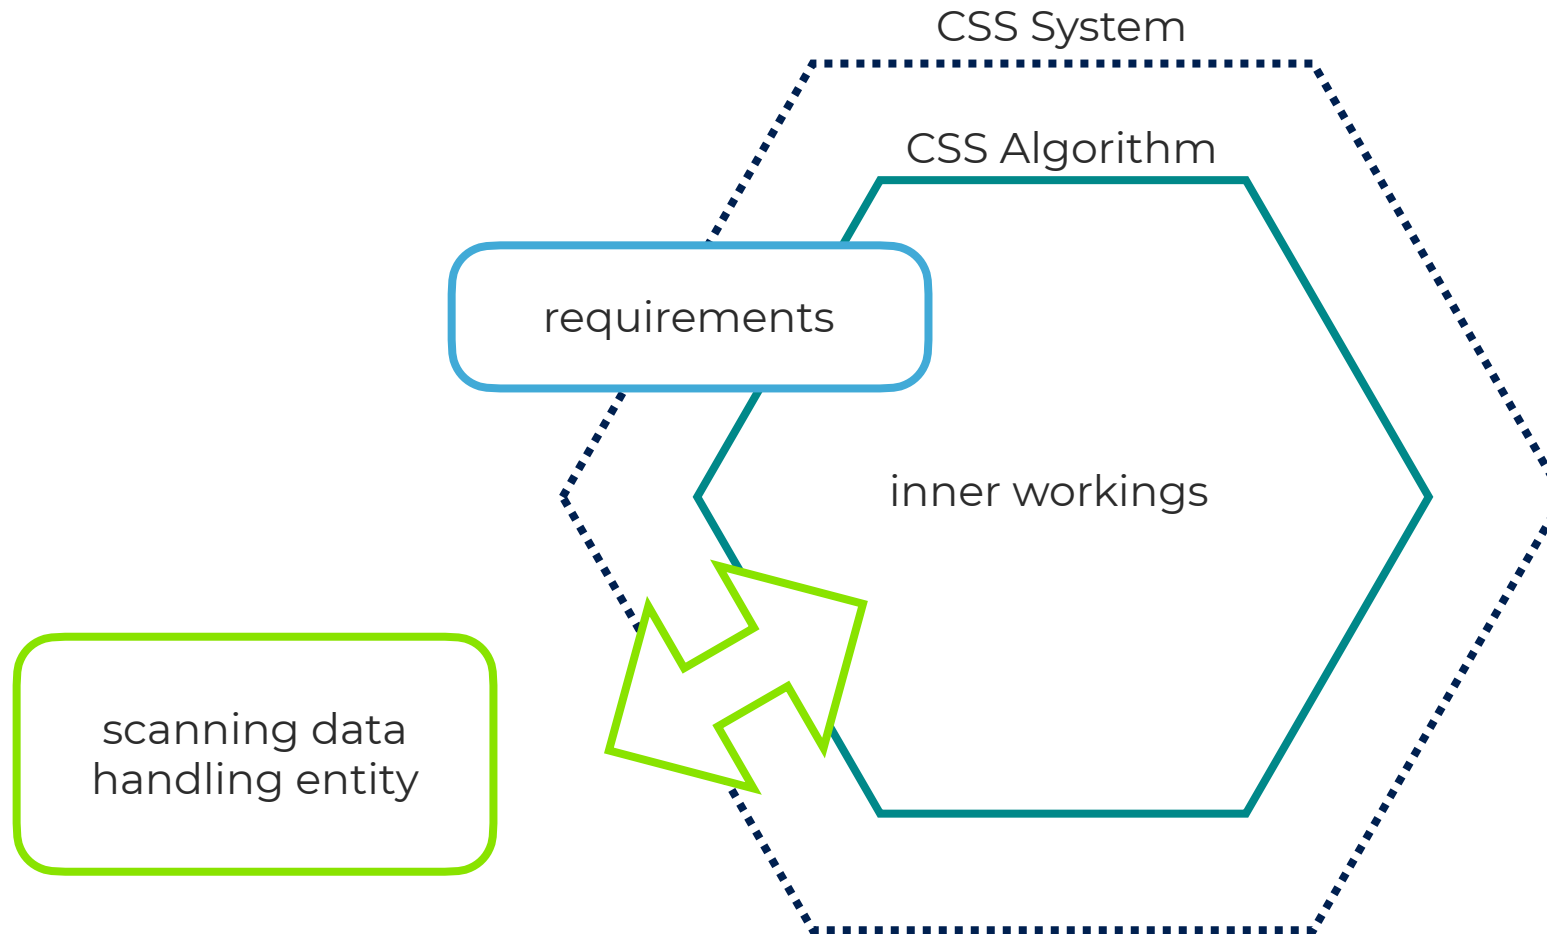 CSS System
CSS Algorithm
requirements
inner workings
scanning data
handling entity